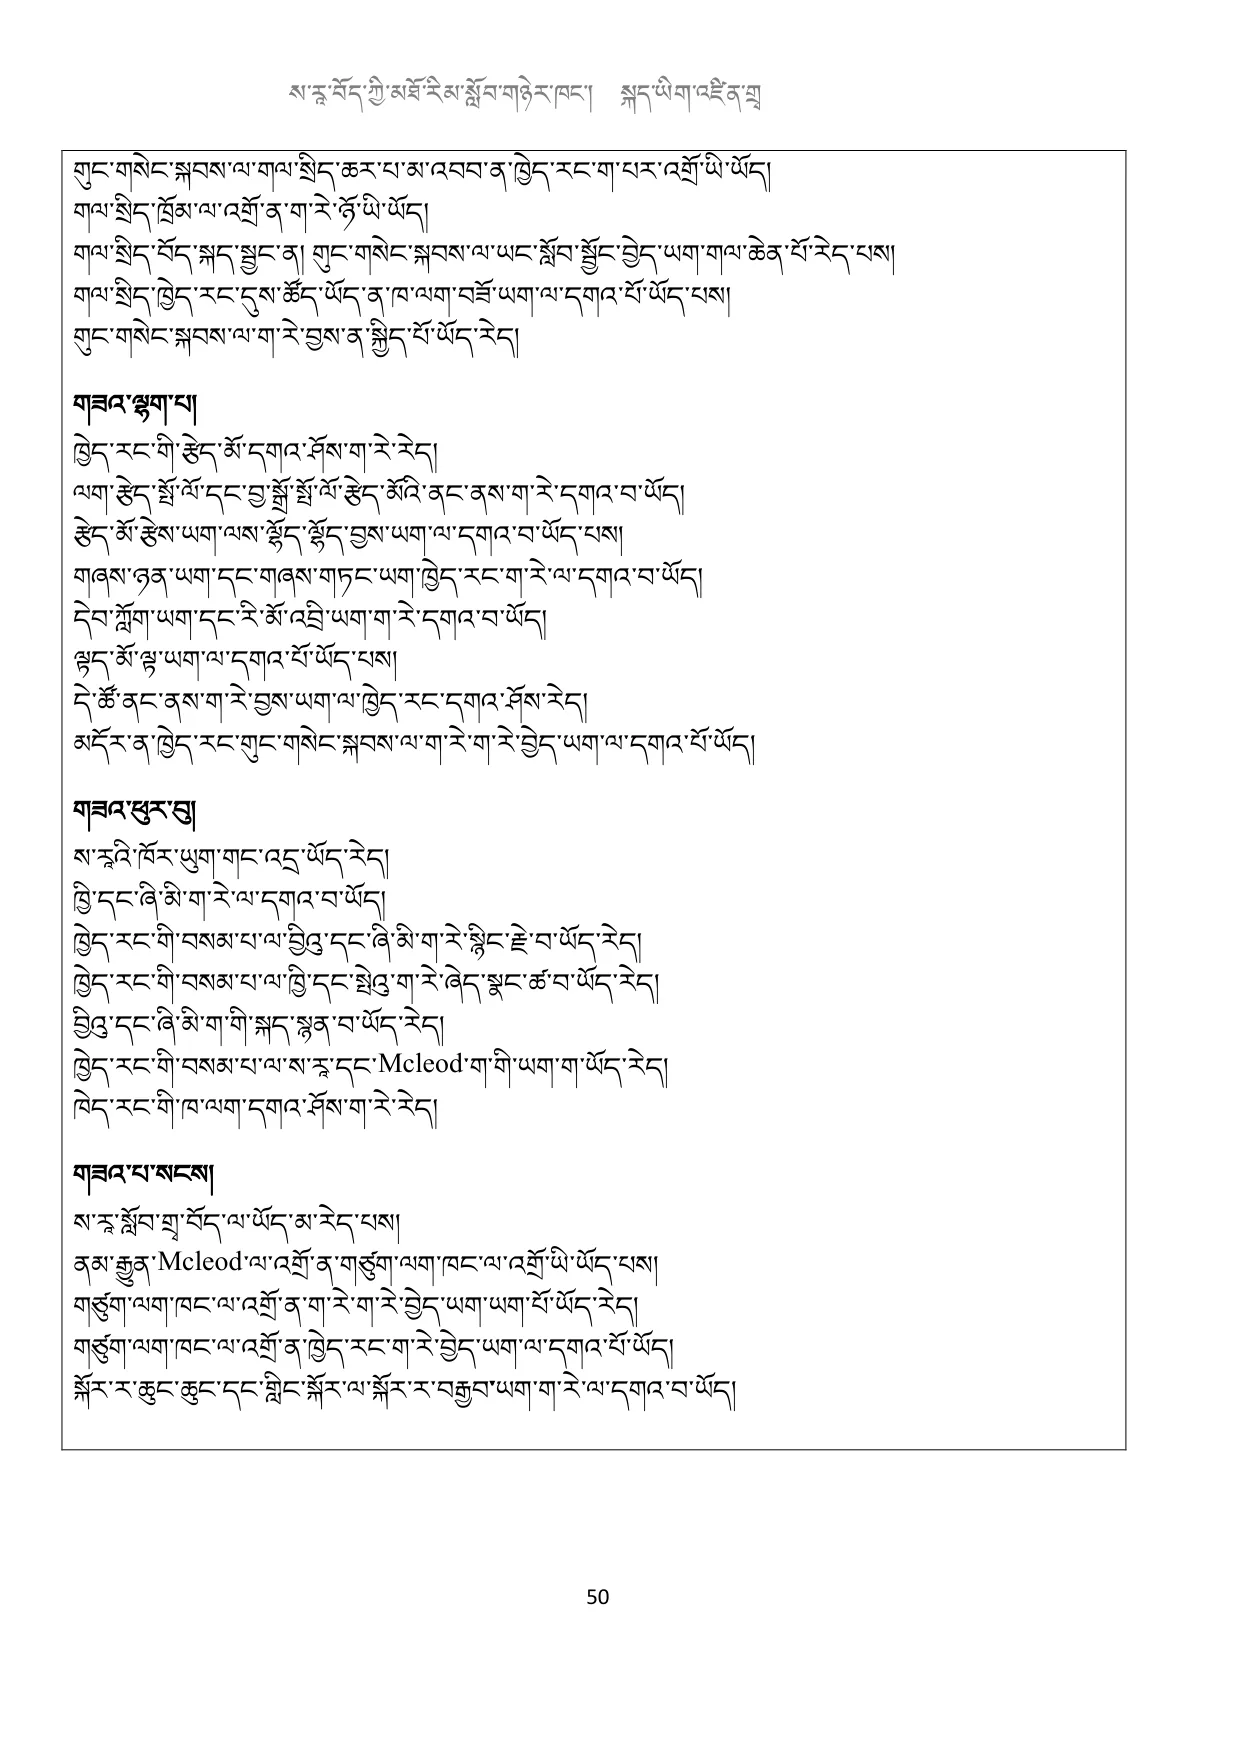 ས་རཱ་བོད་ཀྱི་མཐོ་རིམ་སློབ་གཉེར་ཁང་། སྐད་ཡིག་འཛིན་གྲྭ
གུང་གསེང་སྐབས་ལ་གལ་སྲིད་ཆར་པ་མ་འབབ་ན་ཁྱེད་རང་ག་པར་འགྲོ་ཡི་ཡོད།
གལ་སྲིད་ཁྲོམ་ལ་འགྲོ་ན་ག་རེ་ཉོ་ཡི་ཡོད།
གལ་སྲིད་བོད་སྐད་སྦྱང་ན། གུང་གསེང་སྐབས་ལ་ཡང་སློབ་སྦྱོང་བྱེད་ཡག་གལ་ཆེན་པོ་རེད་པས།
གལ་སྲིད་ཁྱེད་རང་དུས་ཚོད་ཡོད་ན་ཁ་ལག་བཟོ་ཡག་ལ་དགའ་པོ་ཡོད་པས།
གུང་གསེང་སྐབས་ལ་ག་རེ་བྱས་ན་སྐྱིད་པོ་ཡོད་རེད།
གཟའ་ལྷག་པ།
ཁྱེད་རང་གི་རྩེད་མོ་དགའ་ཤོས་ག་རེ་རེད།
ལག་རྩེད་སྤོ་ལོ་དང་བྱ་སྒྲོ་སྤོ་ལོ་རྩེད་མོའི་ནང་ནས་ག་རེ་དགའ་བ་ཡོད།
རྩེད་མོ་རྩེས་ཡག་ལས་ལྷོད་ལྷོད་བྱས་ཡག་ལ་དགའ་བ་ཡོད་པས།
གཞས་ཉན་ཡག་དང་གཞས་གཏང་ཡག་ཁྱེད་རང་ག་རེ་ལ་དགའ་བ་ཡོད།
དེབ་ཀློག་ཡག་དང་རི་མོ་འབྲི་ཡག་ག་རེ་དགའ་བ་ཡོད།
ལྟད་མོ་ལྟ་ཡག་ལ་དགའ་པོ་ཡོད་པས།
དེ་ཚོ་ནང་ནས་ག་རེ་བྱས་ཡག་ལ་ཁྱེད་རང་དགའ་ཤོས་རེད།
མདོར་ན་ཁྱེད་རང་གུང་གསེང་སྐབས་ལ་ག་རེ་ག་རེ་བྱེད་ཡག་ལ་དགའ་པོ་ཡོད།
གཟའ་ཕུར་བུ།
ས་རཱའི་ཁོར་ཡུག་གང་འདྲ་ཡོད་རེད།
ཁྱི་དང་ཞི་མི་ག་རེ་ལ་དགའ་བ་ཡོད།
ཁྱེད་རང་གི་བསམ་པ་ལ་བྱིའུ་དང་ཞི་མི་ག་རེ་སྙིང་རྗེ་བ་ཡོད་རེད།
ཁྱེད་རང་གི་བསམ་པ་ལ་ཁྱི་དང་སྤེའུ་ག་རེ་ཞེད་སྣང་ཚ་བ་ཡོད་རེད།
བྱིའུ་དང་ཞི་མི་ག་གི་སྐད་སྙན་བ་ཡོད་རེད།
ཁྱེད་རང་གི་བསམ་པ་ལ་ས་རཱ་དང་Mcleod་ག་གི་ཡག་ག་ཡོད་རེད།
ཁེད་རང་གི་ཁ་ལག་དགའ་ཤོས་ག་རེ་རེད།
གཟའ་པ་སངས།
ས་རཱ་སློབ་གྲྭ་བོད་ལ་ཡོད་མ་རེད་པས།
ནམ་རྒྱུན་Mcleod་ལ་འགྲོ་ན་གཙུག་ལག་ཁང་ལ་འགྲོ་ཡི་ཡོད་པས།
གཙུག་ལག་ཁང་ལ་འགྲོ་ན་ག་རེ་ག་རེ་བྱེད་ཡག་ཡག་པོ་ཡོད་རེད།
གཙུག་ལག་ཁང་ལ་འགྲོ་ན་ཁྱེད་རང་ག་རེ་བྱེད་ཡག་ལ་དགའ་པོ་ཡོད།
སྐོར་ར་ཆུང་ཆུང་དང་གླིང་སྐོར་ལ་སྐོར་ར་བརྒྱབ་ཡག་ག་རེ་ལ་དགའ་བ་ཡོད།
50